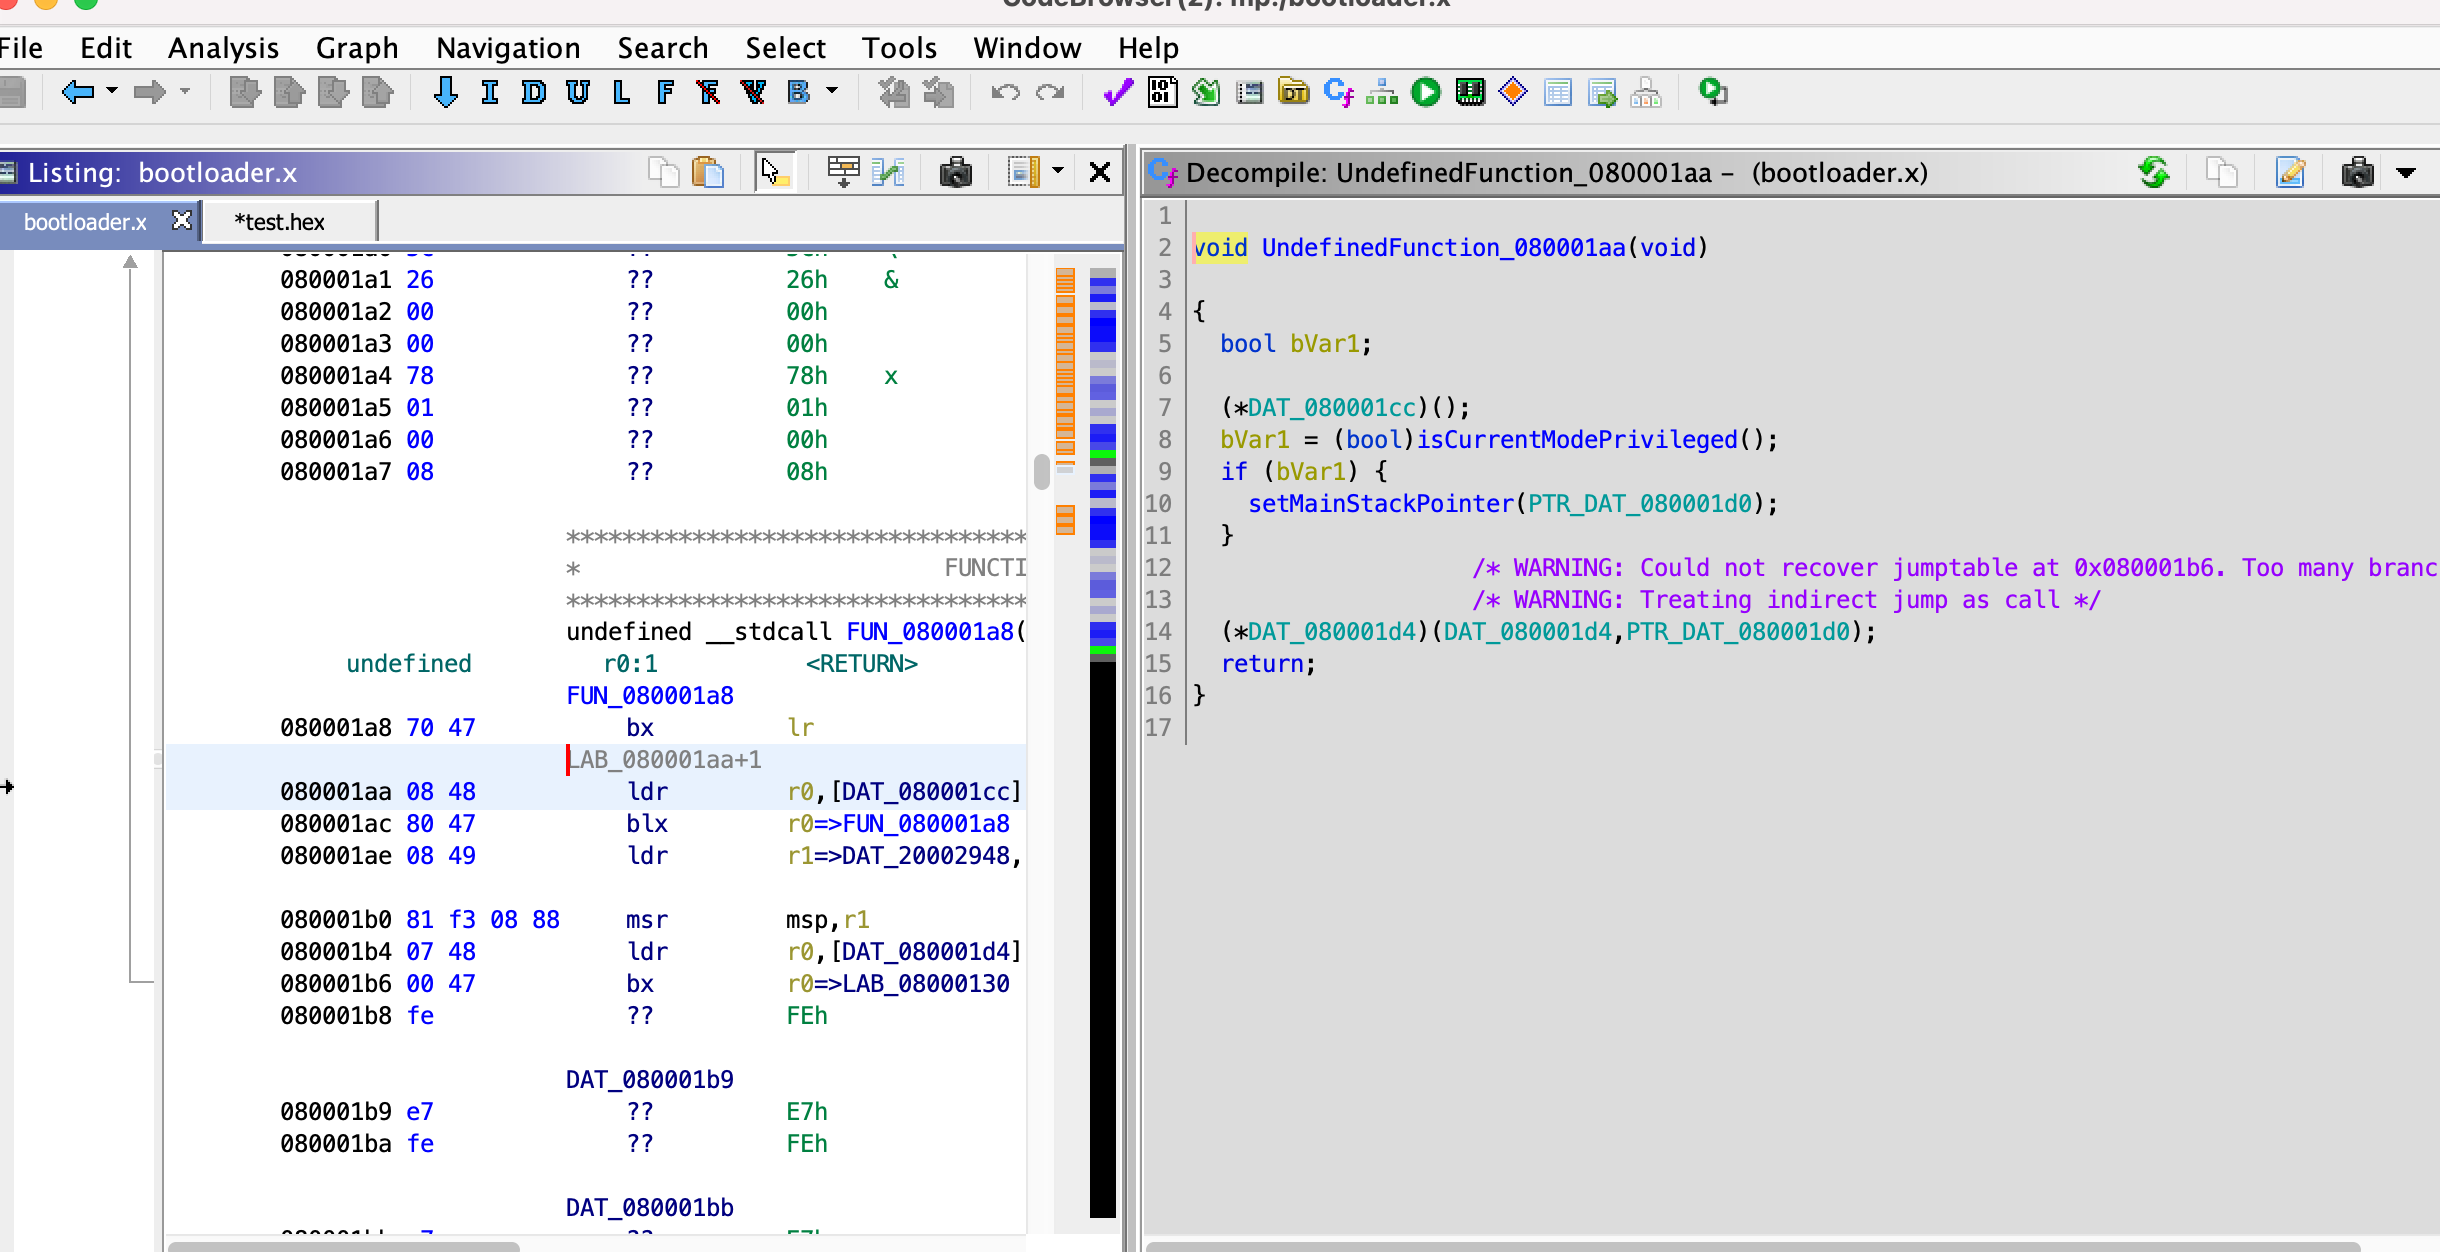 CodeBrowser(2): mp:/bootloader.x
File Edit Analysis Graph Navigation Search Select Tools Window Help
I D U L F F V B
Listing: bootloader.x
bootloader.x *test.hex
080001a1 26 ?? 26h &
080001a2 00 ?? 00h
080001a3 00 ?? 00h
080001a4 78 ?? 78h x
080001a5 01 ?? 01h
080001a6 00 ?? 00h
080001a7 08 ?? 08h
*********************************
* FUNCTI
*********************************
undefined __stdcall FUN_080001a8(
undefined r0:1 <RETURN>
FUN_080001a8
080001a8 70 47 bx lr
LAB_080001aa+1
080001aa 08 48 ldr r0,[DAT_080001cc]
080001ac 80 47 blx r0=>FUN_080001a8
080001ae 08 49 ldr r1=>DAT_20002948,
080001b0 81 f3 08 88 msr msp,r1
080001b4 07 48 ldr r0,[DAT_080001d4]
080001b6 00 47 bx r0=>LAB_08000130
080001b8 fe ?? FEh
DAT_080001b9
080001b9 e7 ?? E7h
080001ba fe ?? FEh
DAT_080001bb
Decompile: UndefinedFunction_080001aa - (bootloader.x)
1
2 void UndefinedFunction_080001aa(void)
3
4 {
5 bool bVar1;
6
7 (*DAT_080001cc)();
8 bVar1 = (bool)isCurrentModePrivileged();
9 if (bVar1) {
10 setMainStackPointer(PTR_DAT_080001d0);
11 }
12 /* WARNING: Could not recover jumptable at 0x080001b6. Too many branc
13 /* WARNING: Treating indirect jump as call */
14 (*DAT_080001d4)(DAT_080001d4,PTR_DAT_080001d0);
15 return;
16 }
17